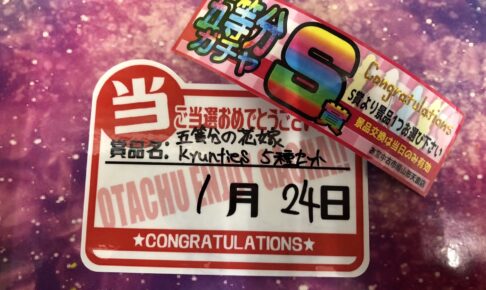 五等分
ガチャ
S賞
Congratulations
S賞より景品1つお選び下さい
景品交換は当日のみ有効
当
ご当選おめでとうござい
五等分の花嫁
賞品名: Kyunties 5種セット
1月24日
★CONGRATULATIONS★